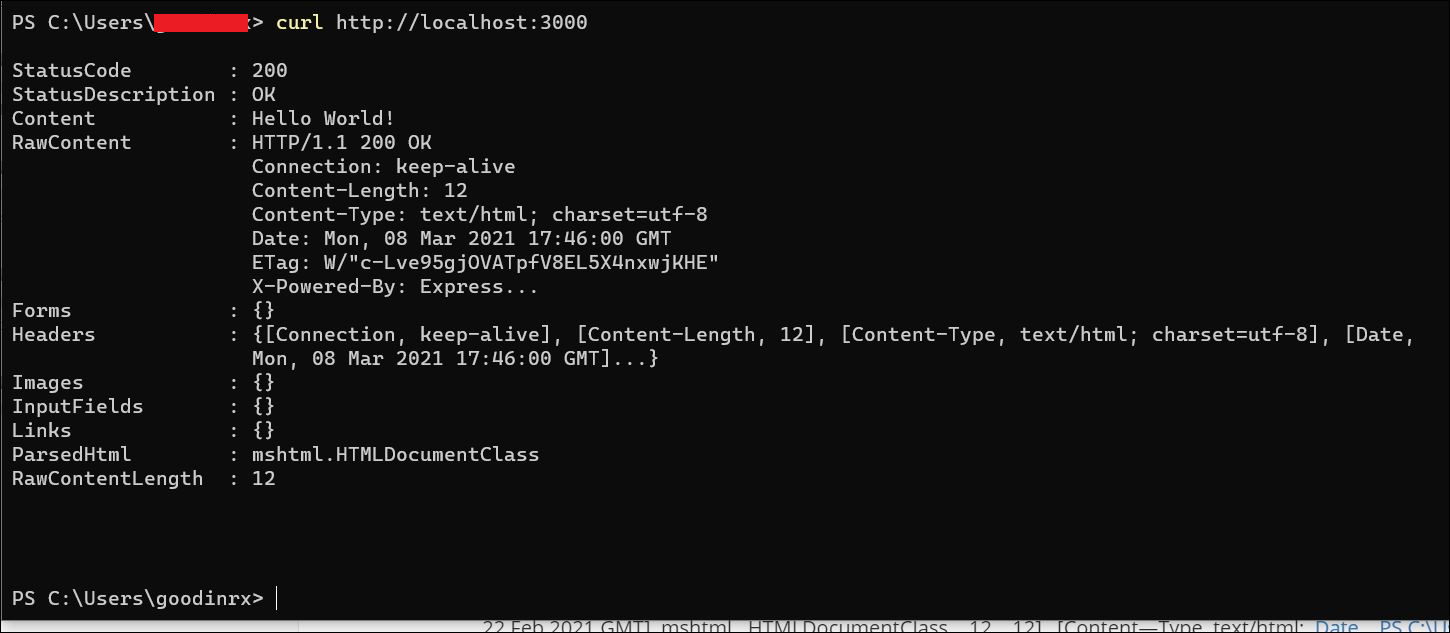 PS C:\Users\> curl http://localhost:3000
StatusCode : 200
StatusDescription : OK
Content : Hello World!
RawContent : HTTP/1.1 200 OK
Connection: keep-alive
Content-Length: 12
Content-Type: text/html; charset=utf-8
Date: Mon, 08 Mar 2021 17:46:00 GMT
ETag: W/"c-Lve95gjOVATpfV8EL5X4nxwjKHE"
X-Powered-By: Express...
Forms : {}
Headers : {[Connection, keep-alive], [Content-Length, 12], [Content-Type, text/html; charset=utf-8], [Date,
Mon, 08 Mar 2021 17:46:00 GMT]...}
Images : {}
InputFields : {}
Links : {}
ParsedHtml : mshtml.HTMLDocumentClass
RawContentLength : 12
PS C:\Users\goodinrx>
22 Feb 2021 GMT] mshtml HTMLDocumentClass 12 12] [Content—Type text/html; Date PS C:\U